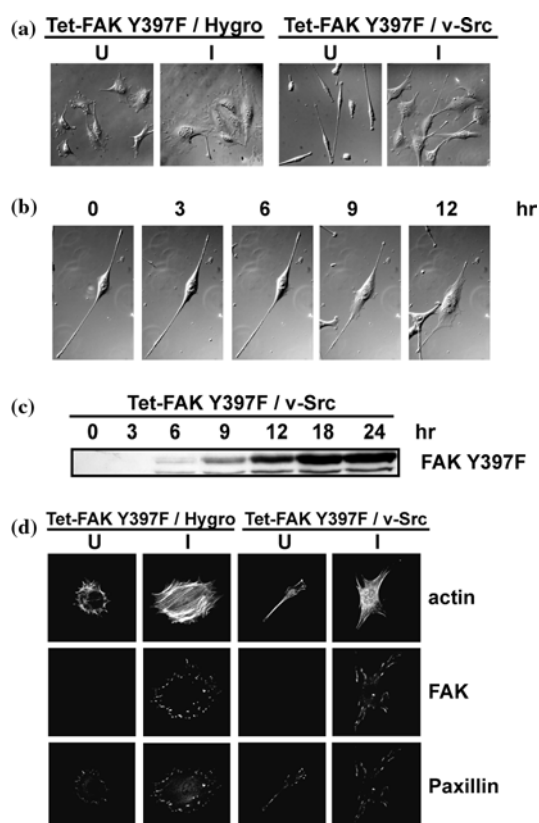 (a) Tet-FAK Y397F / Hygro Tet-FAK Y397F / v-Src
U I U I
(b) 0 3 6 9 12 hr
(c) Tet-FAK Y397F / v-Src
0 3 6 9 12 18 24 hr
FAK Y397F
(d) Tet-FAK Y397F / Hygro Tet-FAK Y397F / v-Src
U I U I
actin
FAK
Paxillin